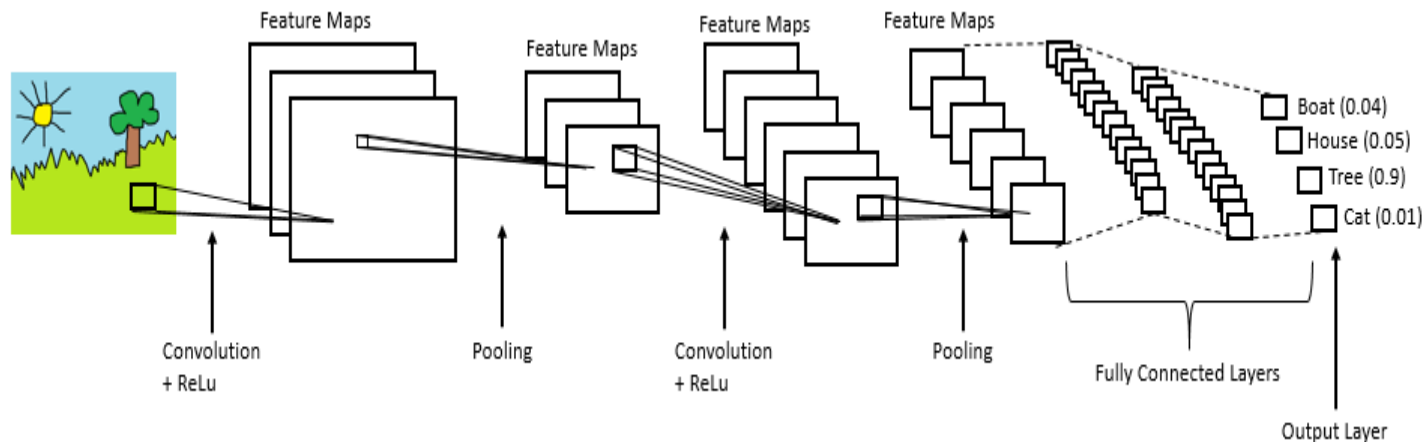 Feature Maps
Feature Maps
Feature Maps
Feature Maps
Boat (0.04)
House (0.05)
Tree (0.9)
Cat (0.01)
Convolution
+ ReLu
Pooling
Convolution
+ ReLu
Pooling
Fully Connected Layers
Output Layer